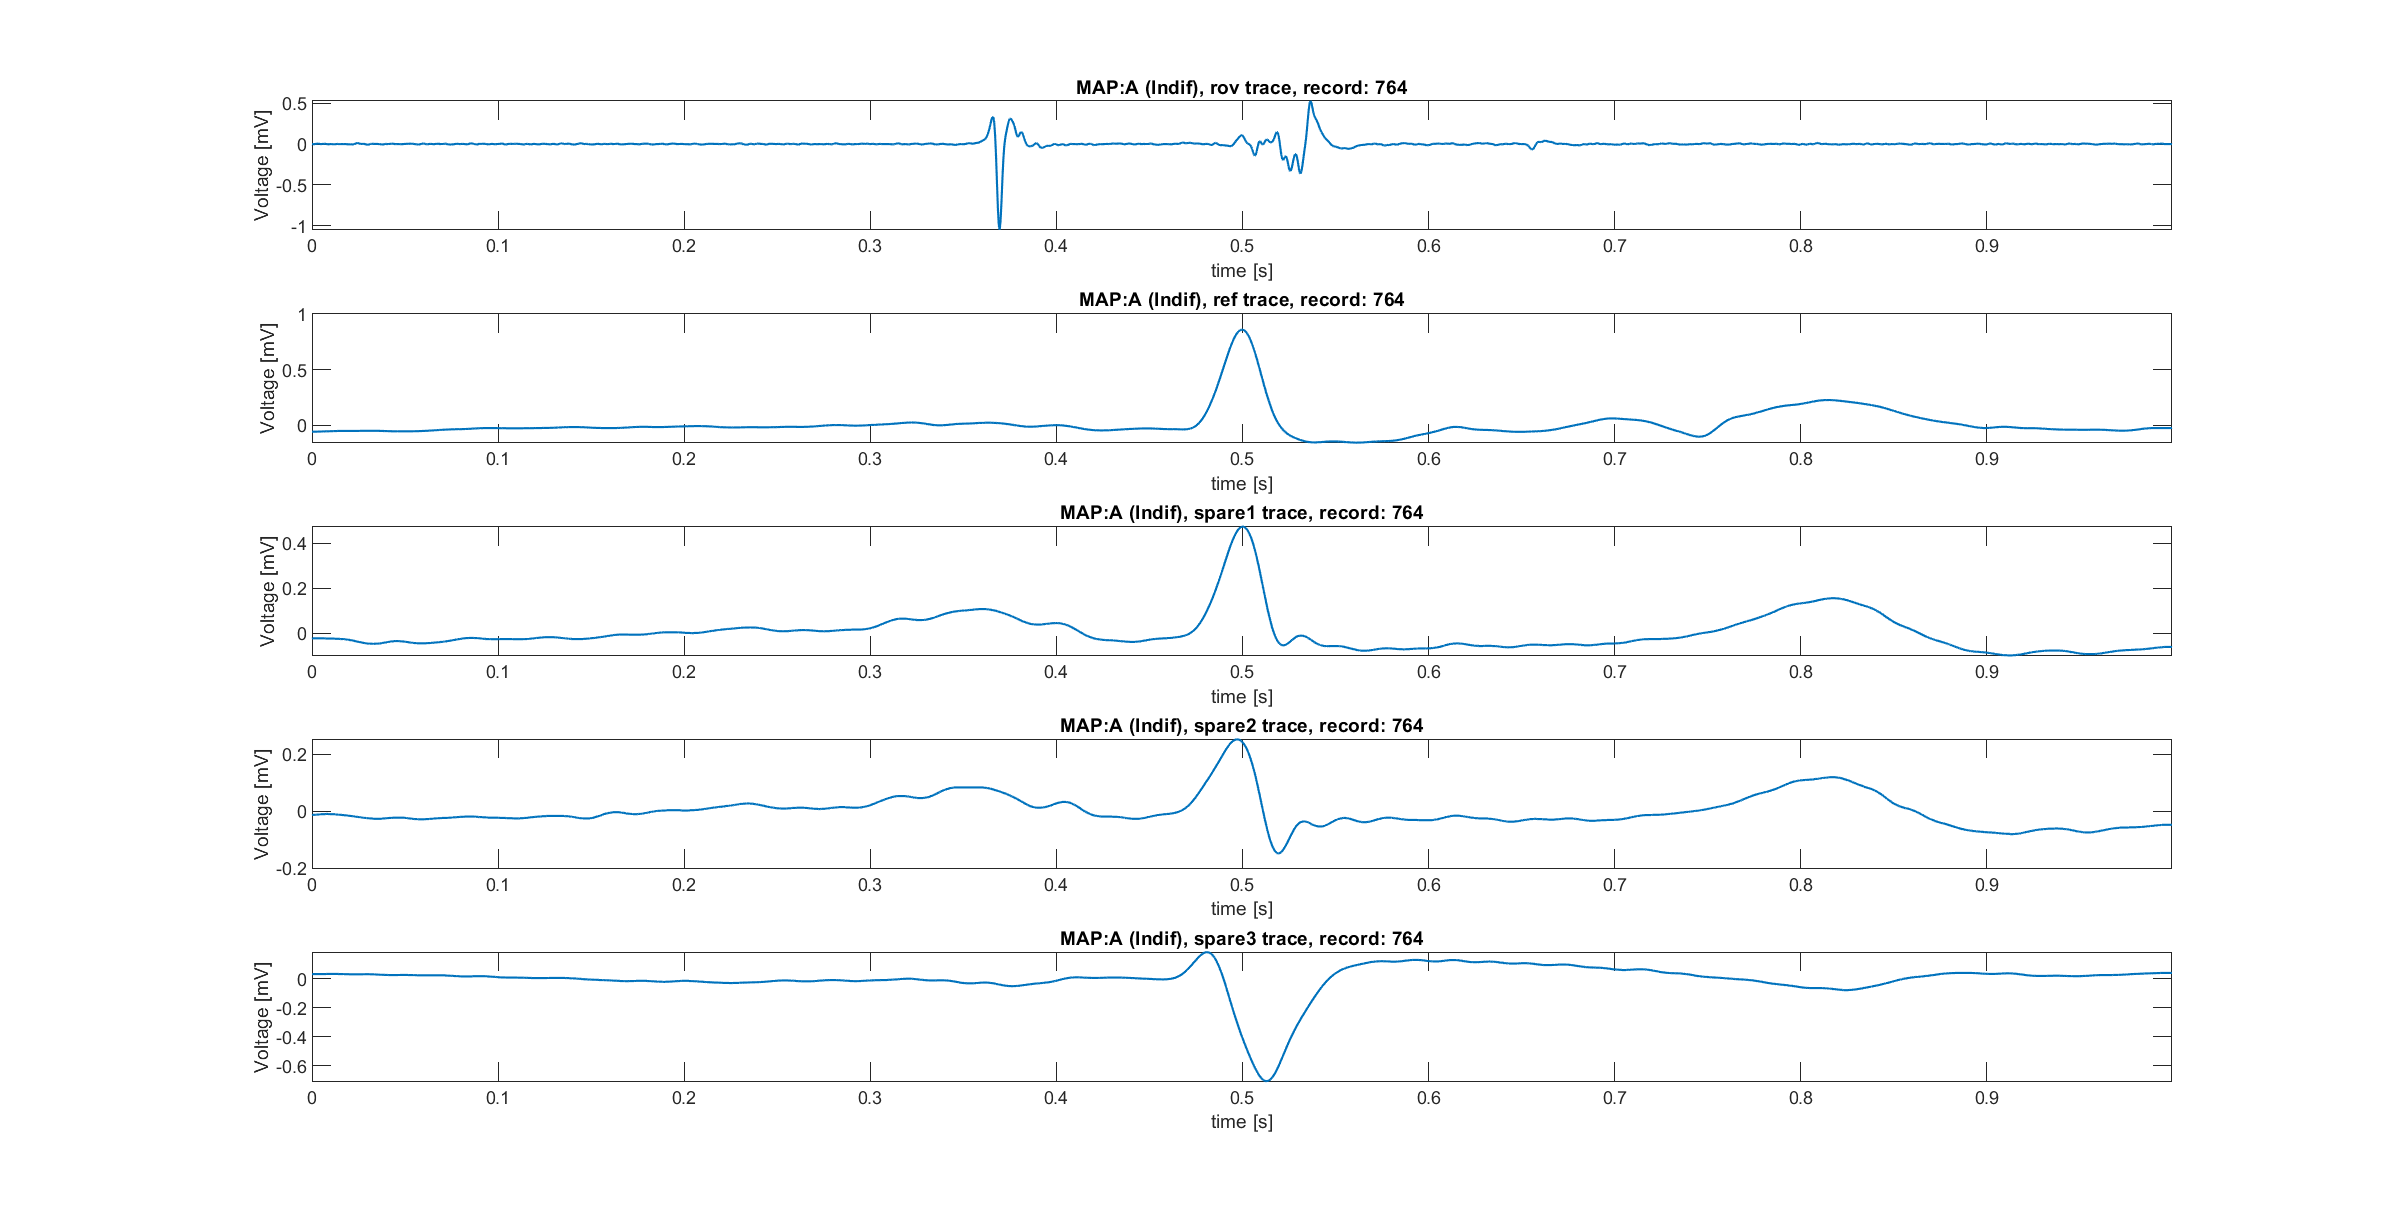 MAP:A (Indif), rov trace, record: 764
Voltage [mV]
0.5
0
-0.5
-1
0 0.1 0.2 0.3 0.4 0.5 0.6 0.7 0.8 0.9
time [s]
MAP:A (Indif), ref trace, record: 764
Voltage [mV]
1
0.5
0
0 0.1 0.2 0.3 0.4 0.5 0.6 0.7 0.8 0.9
time [s]
MAP:A (Indif), spare1 trace, record: 764
Voltage [mV]
0.4
0.2
0
0 0.1 0.2 0.3 0.4 0.5 0.6 0.7 0.8 0.9
time [s]
MAP:A (Indif), spare2 trace, record: 764
Voltage [mV]
0.2
0
-0.2
0 0.1 0.2 0.3 0.4 0.5 0.6 0.7 0.8 0.9
time [s]
MAP:A (Indif), spare3 trace, record: 764
Voltage [mV]
0
-0.2
-0.4
-0.6
0 0.1 0.2 0.3 0.4 0.5 0.6 0.7 0.8 0.9
time [s]